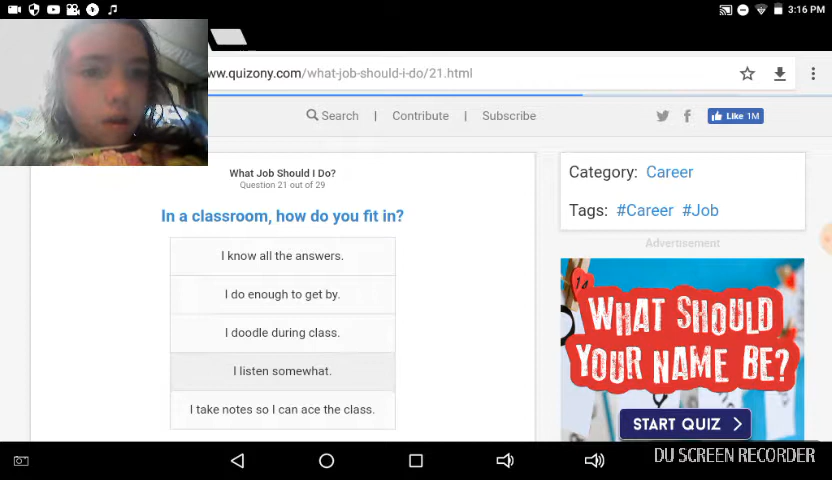 3:16 PM
ww.quizony.com/what-job-should-i-do/21.html
Search | Contribute | Subscribe
Like 1M
What Job Should I Do?
Question 21 out of 29
In a classroom, how do you fit in?
I know all the answers.
I do enough to get by.
I doodle during class.
I listen somewhat.
I take notes so I can ace the class.
Category: Career
Tags: #Career #Job
Advertisement
14
WHAT SHOULD
YOUR NAME BE?
START QUIZ
DU SCREEN RECORDER